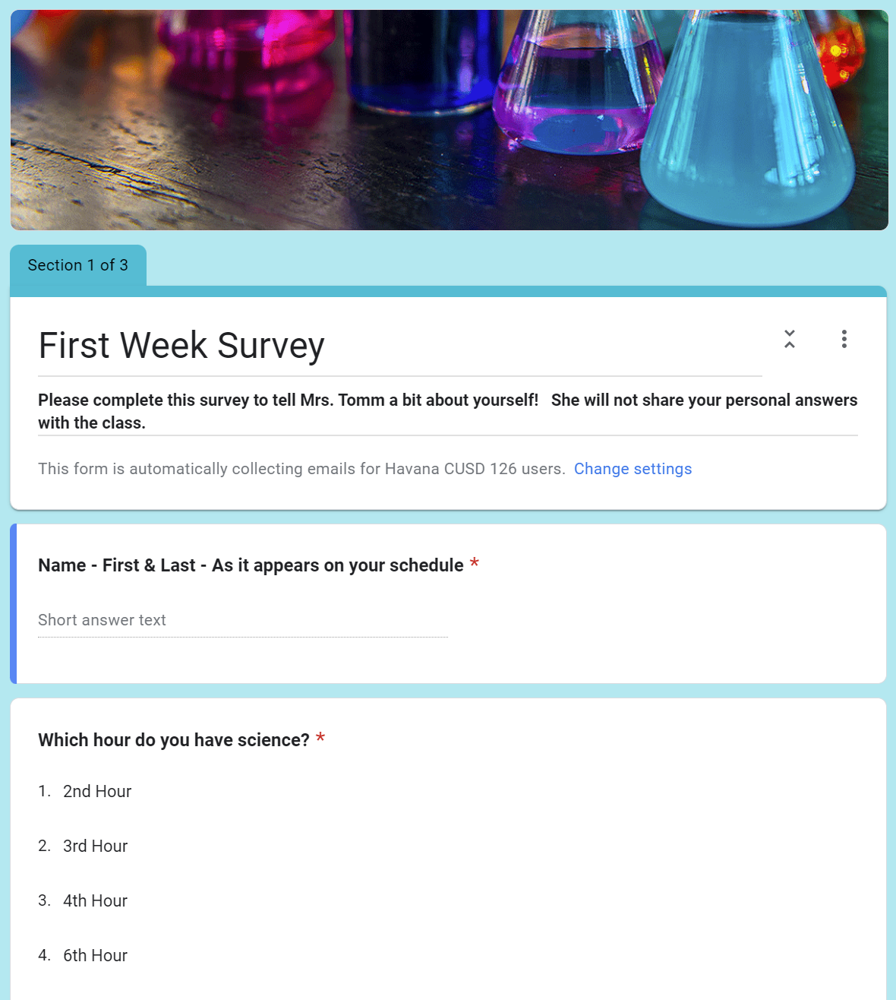 Section 1 of 3
First Week Survey
Please complete this survey to tell Mrs. Tomm a bit about yourself!   She will not share your personal answers
with the class.
This form is automatically collecting emails for Havana CUSD 126 users.  Change settings
Name - First & Last - As it appears on your schedule *
Short answer text
Which hour do you have science? *
1. 2nd Hour
2. 3rd Hour
3. 4th Hour
4. 6th Hour